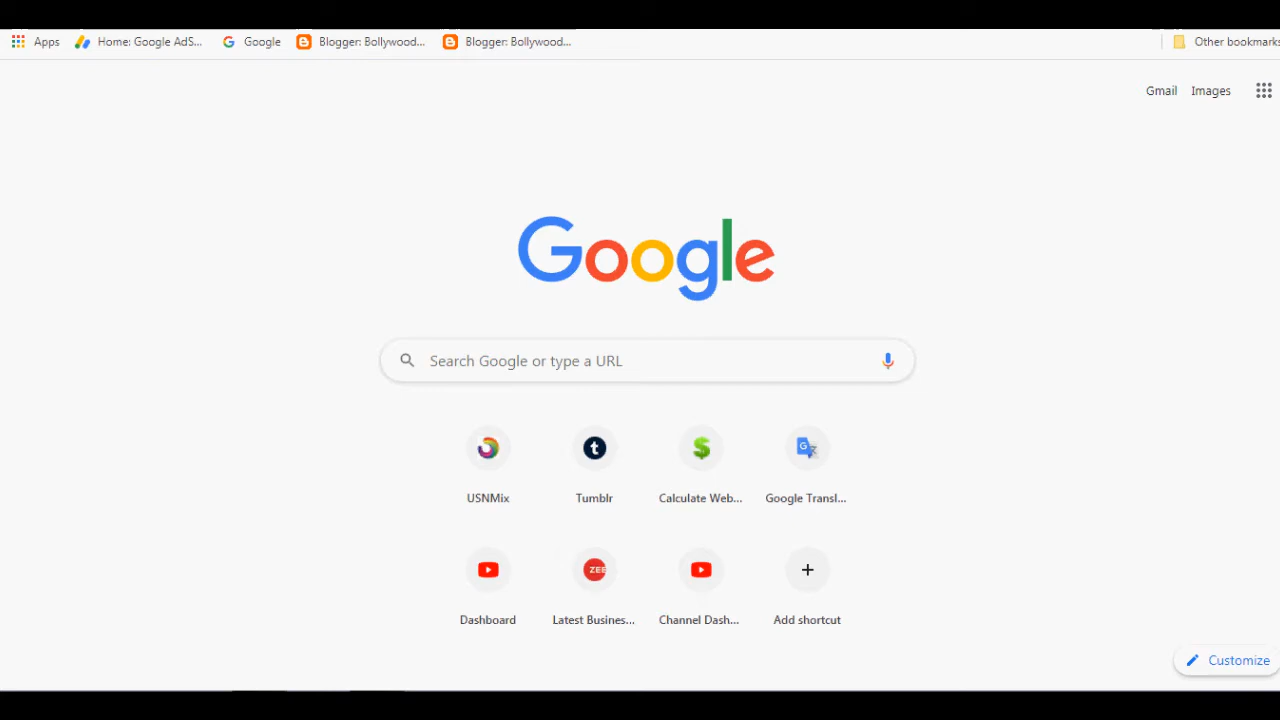 Apps Home: Google AdS... Google Blogger: Bollywood... Blogger: Bollywood... Other bookmarks
Gmail Images
Google
Search Google or type a URL
USNMix Tumblr Calculate Web... Google Transl...
ZEE
Dashboard Latest Busines... Channel Dash... Add shortcut
Customize